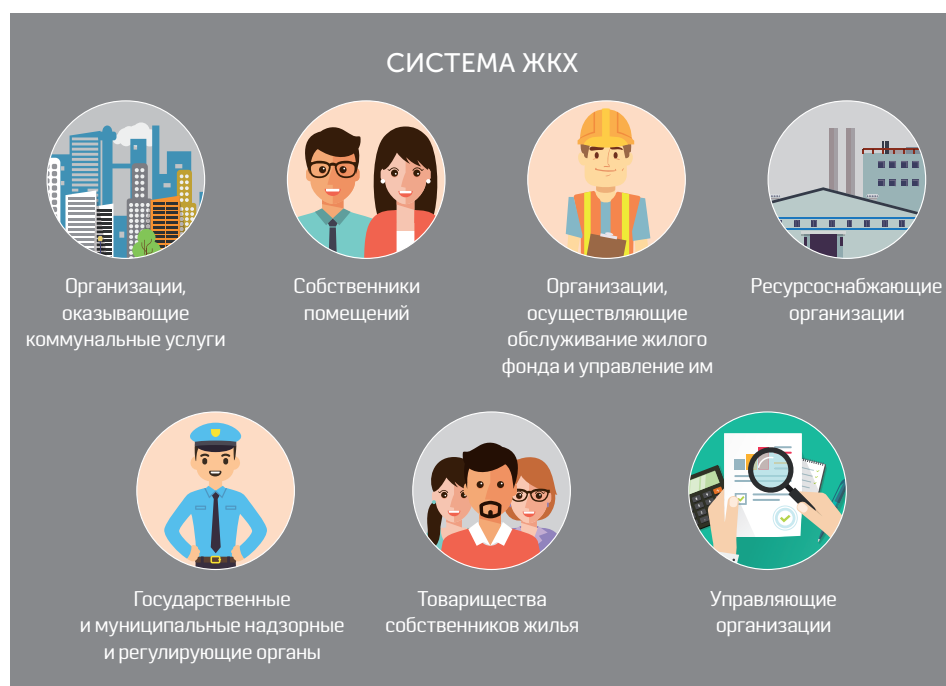 СИСТЕМА ЖКХ
Организации,
оказывающие
коммунальные услуги
Собственники
помещений
Организации,
осуществляющие
обслуживание жилого
фонда и управление им
Ресурсоснабжающие
организации
Государственные
и муниципальные надзорные
и регулирующие органы
Товарищества
собственников жилья
Управляющие
организации